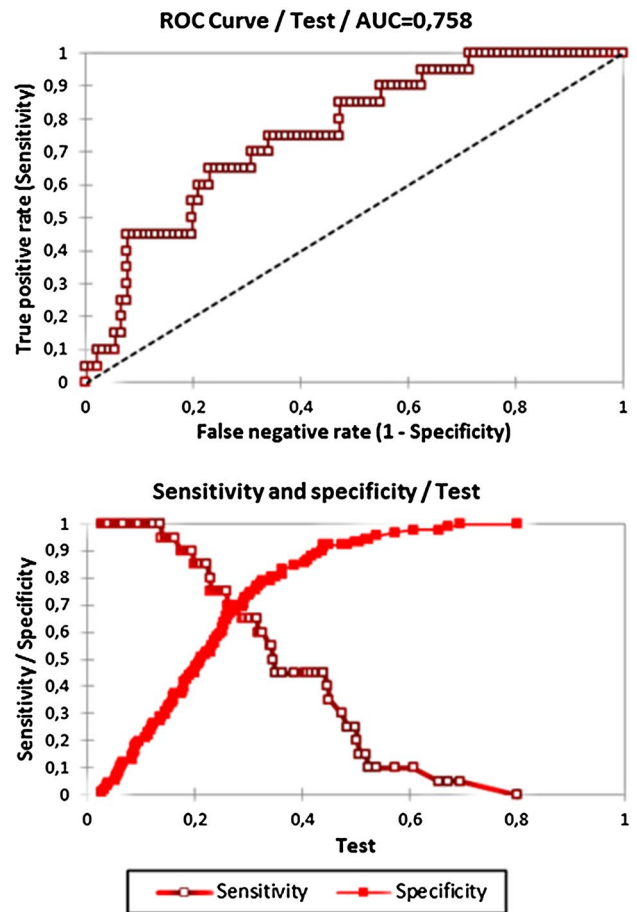 ROC Curve / Test / AUC=0,758
True positive rate (Sensitivity)
1
0,9
0,8
0,7
0,6
0,5
0,4
0,3
0,2
0,1
0
0 0,2 0,4 0,6 0,8 1
False negative rate (1 - Specificity)
Sensitivity and specificity / Test
Sensitivity / Specificity
1
0,9
0,8
0,7
0,6
0,5
0,4
0,3
0,2
0,1
0
0 0,2 0,4 0,6 0,8 1
Test
Sensitivity Specificity